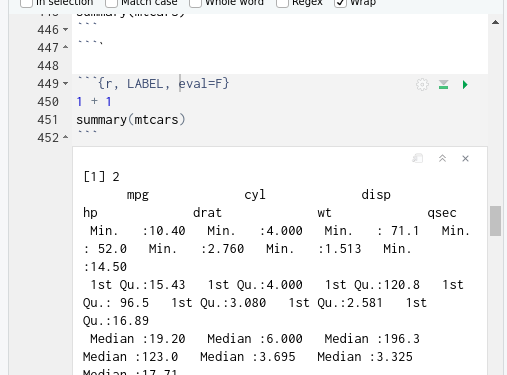 In selection Match case Whole word Regex Wrap
445 summary(mtcars)
446 ```
447 ````
448
449 ```{r, LABEL, eval=F}
450 1 + 1
451 summary(mtcars)
452 ```
[1] 2
mpg cyl disp
hp drat wt qsec
Min. :10.40 Min. :4.000 Min. : 71.1 Min.
: 52.0 Min. :2.760 Min. :1.513 Min.
:14.50
1st Qu.:15.43 1st Qu.:4.000 1st Qu.:120.8 1st
Qu.: 96.5 1st Qu.:3.080 1st Qu.:2.581 1st
Qu.:16.89
Median :19.20 Median :6.000 Median :196.3
Median :123.0 Median :3.695 Median :3.325
Median :17.71